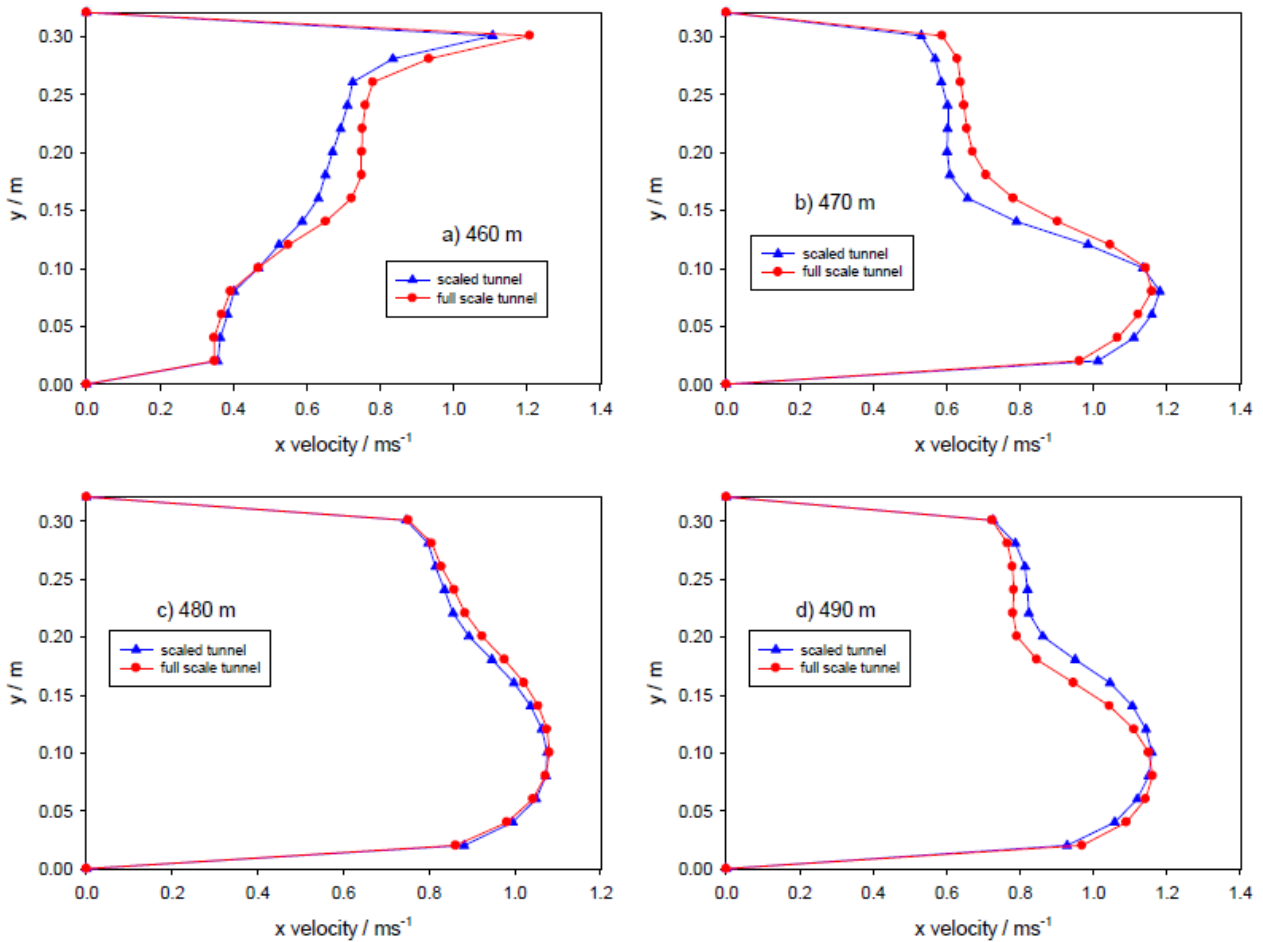 0.30
0.25
0.20
0.15
0.10
0.05
0.00
y / m
a) 460 m
scaled tunnel
full scale tunnel
0.0 0.2 0.4 0.6 0.8 1.0 1.2 1.4
x velocity / ms⁻¹
0.30
0.25
0.20
0.15
0.10
0.05
0.00
y / m
b) 470 m
scaled tunnel
full scale tunnel
0.0 0.2 0.4 0.6 0.8 1.0 1.2 1.4
x velocity / ms⁻¹
0.30
0.25
0.20
0.15
0.10
0.05
0.00
y / m
c) 480 m
scaled tunnel
full scale tunnel
0.0 0.2 0.4 0.6 0.8 1.0 1.2
x velocity / ms⁻¹
0.30
0.25
0.20
0.15
0.10
0.05
0.00
y / m
d) 490 m
scaled tunnel
full scale tunnel
0.0 0.2 0.4 0.6 0.8 1.0 1.2 1.4
x velocity / ms⁻¹